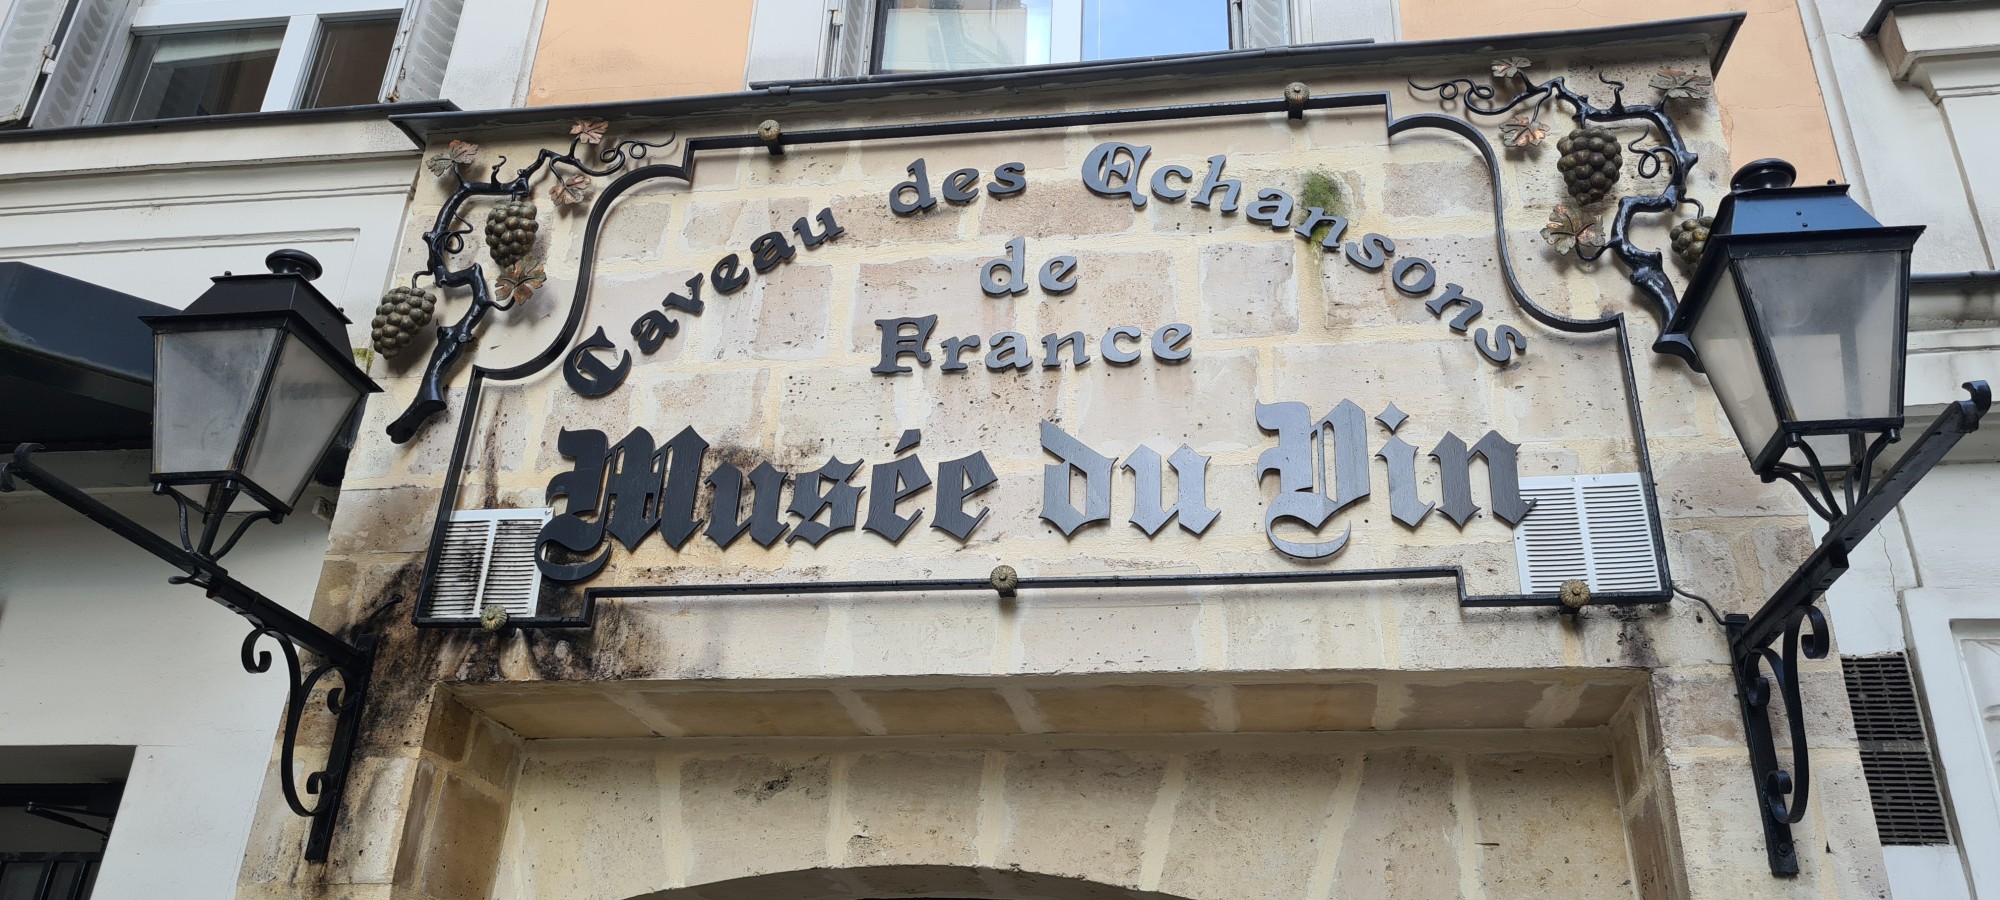 Caveau des Echansons
de
France
Musée du Vin